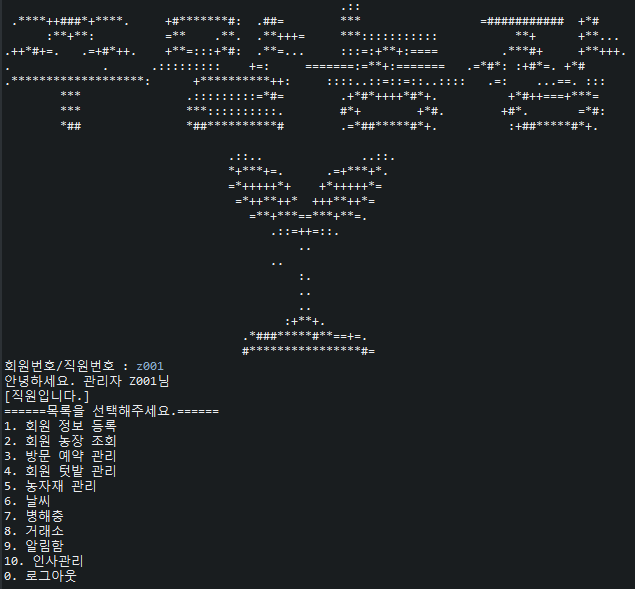 회원번호/직원번호 : z001
안녕하세요. 관리자 Z001님
[직원입니다.]
======목록을 선택해주세요.======
1. 회원 정보 등록
2. 회원 농장 조회
3. 방문 예약 관리
4. 회원 텃밭 관리
5. 농자재 관리
6. 날씨
7. 병해충
8. 거래소
9. 알림함
10. 인사관리
0. 로그아웃